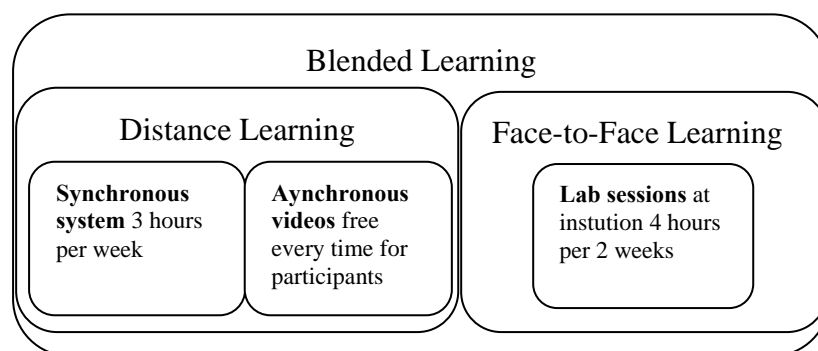 Blended Learning
Distance Learning
Synchronous
system 3 hours
per week
Aynchronous
videos free
every time for
participants
Face-to-Face Learning
Lab sessions at
instution 4 hours
per 2 weeks